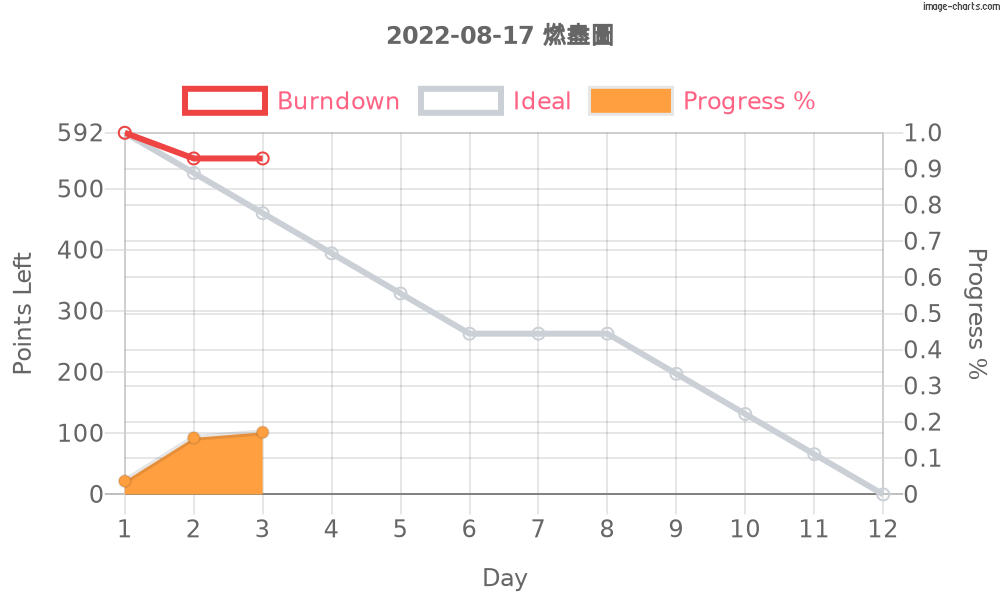 image-charts.com
2022-08-17 燃盡圖
Burndown Ideal Progress %
592 1.0
0.9
500
0.8
0.7
400
0.6
300 0.5
0.4
200
0.3
0.2
100
0.1
0 0
Points Left
Progress %
1 2 3 4 5 6 7 8 9 10 11 12
Day